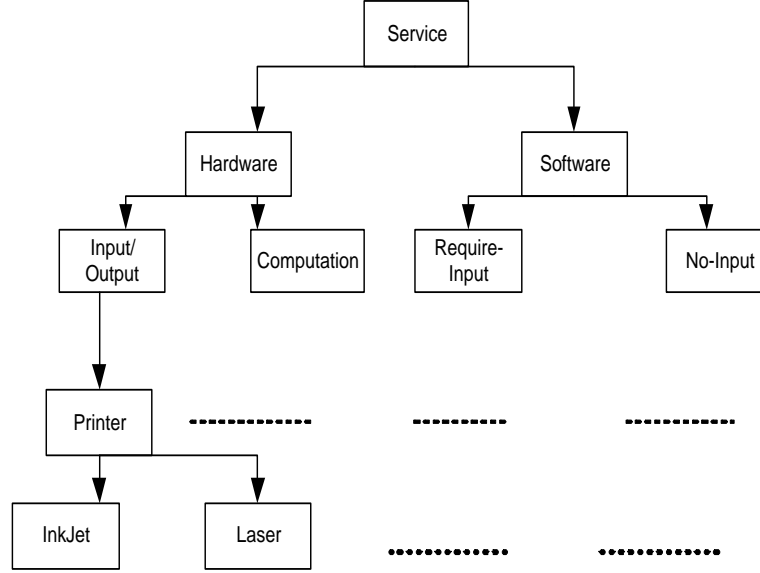 Service
Hardware
Software
Input/
Output
Computation
Require-
Input
No-Input
Printer
InkJet
Laser